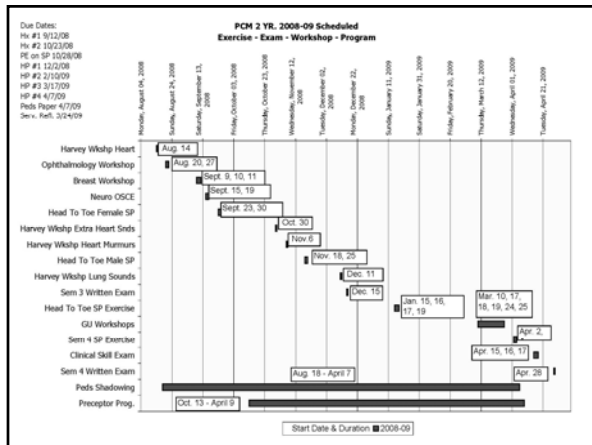 Due Dates:
Hx #1 9/12/08
Hx #2 10/23/08
PE on SP 10/28/08
HP #1 12/2/08
HP #2 2/10/09
HP #3 3/17/09
HP #4 4/7/09
Peds Paper 4/7/09
Serv. Refl. 3/24/09
PCM 2 YR. 2008-09 Scheduled
Exercise - Exam - Workshop - Program
Monday, August 04, 2008
Sunday, August 24, 2008
Saturday, September 13, 2008
Friday, October 03, 2008
Thursday, October 23, 2008
Wednesday, November 12, 2008
Tuesday, December 02, 2008
Monday, December 22, 2008
Sunday, January 11, 2009
Saturday, January 31, 2009
Friday, February 20, 2009
Thursday, March 12, 2009
Wednesday, April 01, 2009
Tuesday, April 21, 2009
Harvey Wkshp Heart
Aug. 14
Ophthalmology Workshop
Aug. 20, 27
Breast Workshop
Sept. 9, 10, 11
Neuro OSCE
Sept. 15, 19
Head To Toe Female SP
Sept. 23, 30
Harvey Wkshp Extra Heart Snds
Oct. 30
Harvey Wkshp Heart Murmurs
Nov.6
Head To Toe Male SP
Nov. 18, 25
Harvey Wkshp Lung Sounds
Dec. 11
Sem 3 Written Exam
Dec. 15
Head To Toe SP Exercise
Jan. 15, 16,
17, 19
GU Workshops
Mar. 10, 17,
18, 19, 24, 25
Sem 4 SP Exercise
Apr. 2,
Clinical Skill Exam
Apr. 15, 16, 17
Sem 4 Written Exam
Apr. 28
Peds Shadowing
Aug. 18 - April 7
Preceptor Prog.
Oct. 13 - April 9
Start Date & Duration
2008-09